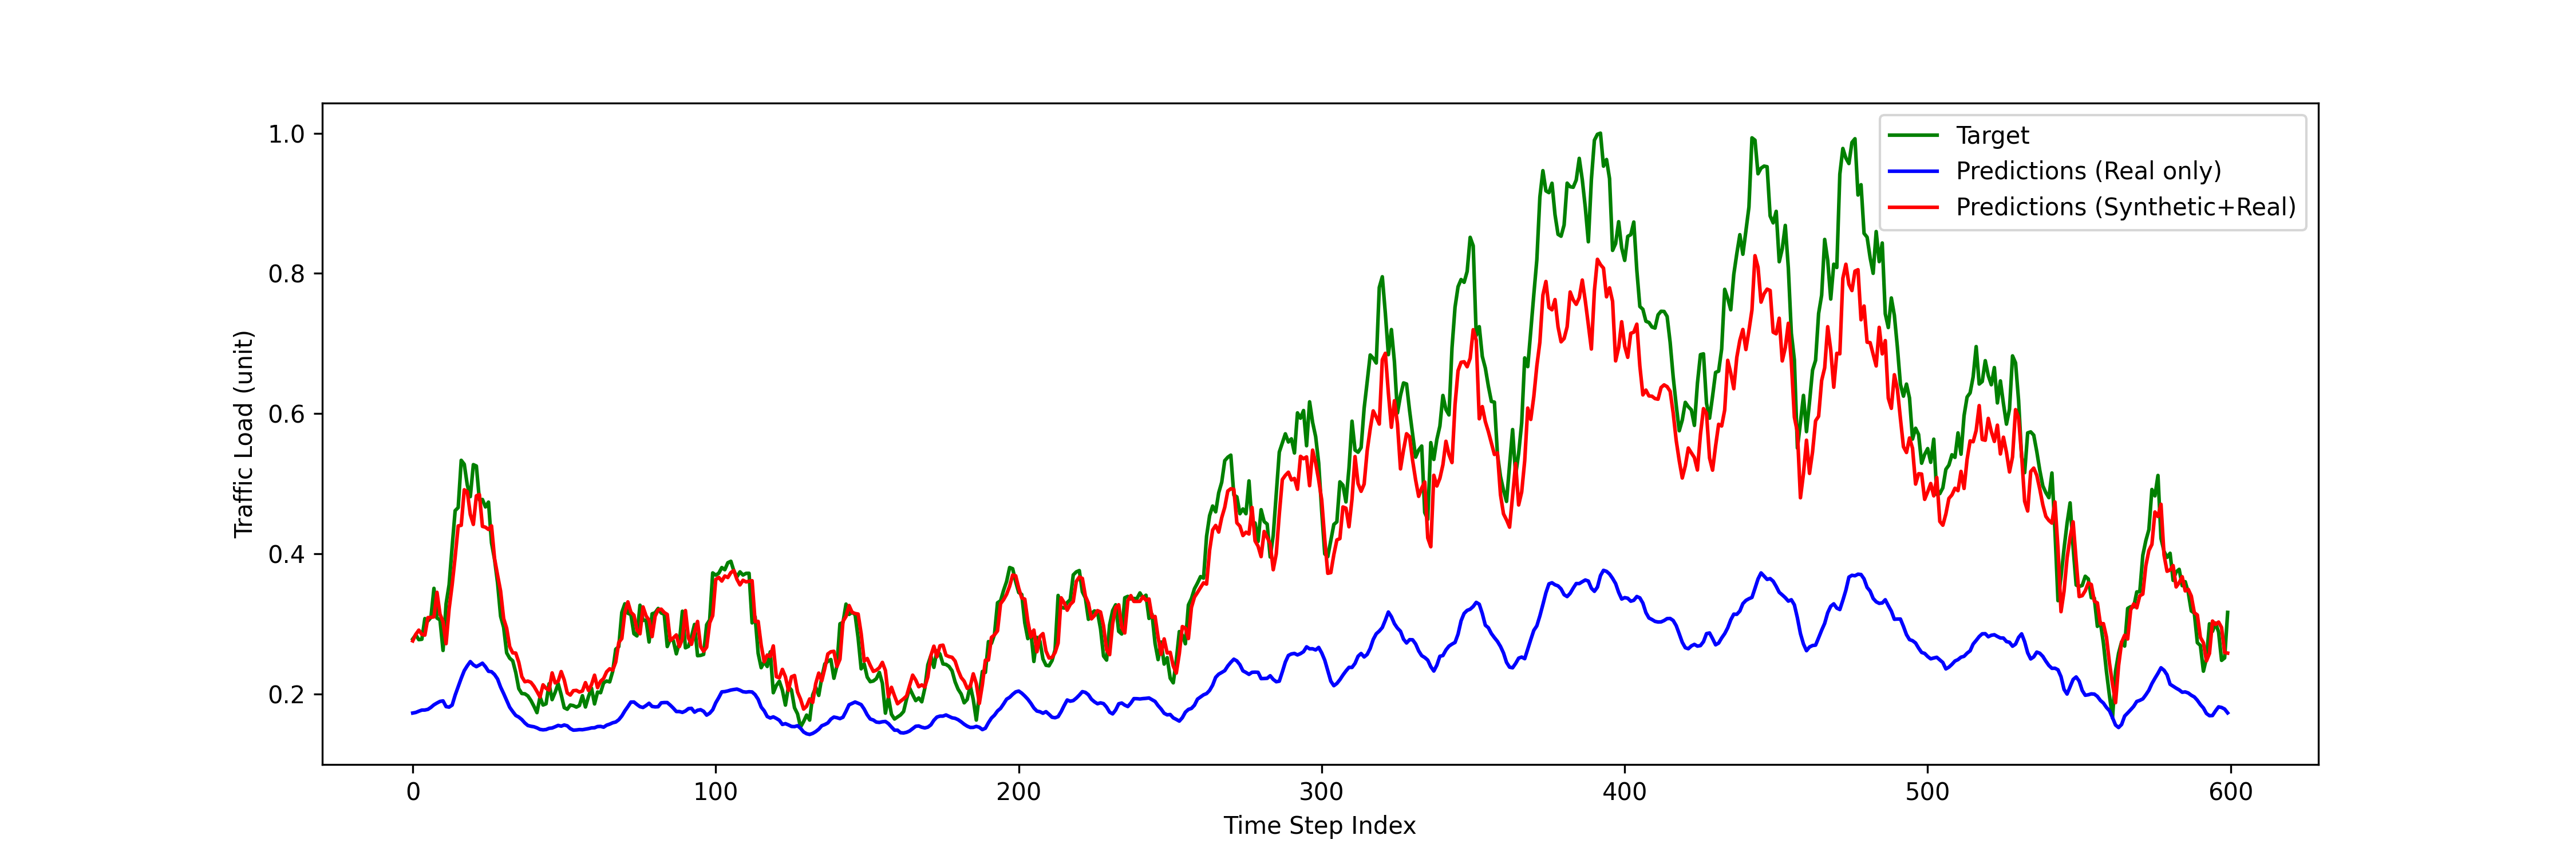 Target
Predictions (Real only)
Predictions (Synthetic+Real)
Traffic Load (unit)
1.0
0.8
0.6
0.4
0.2
0 100 200 300 400 500 600
Time Step Index